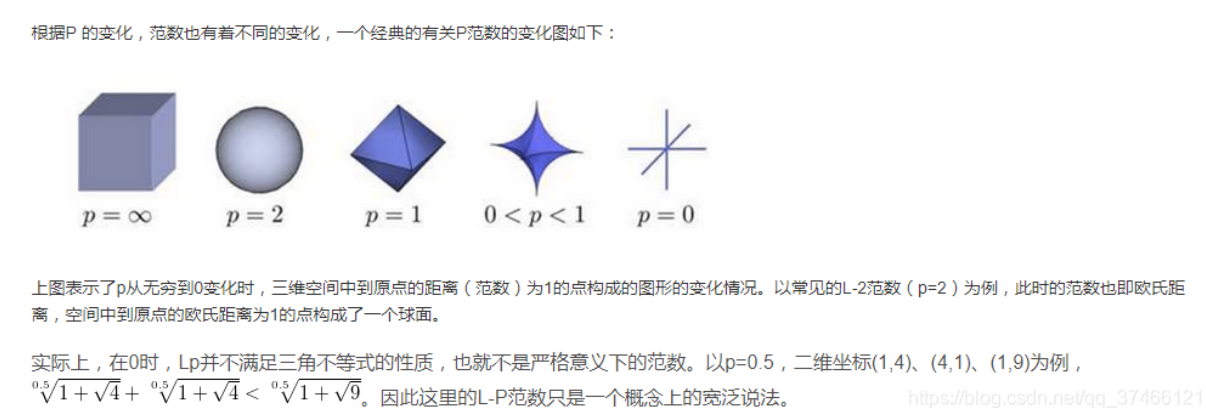 根据P 的变化，范数也有着不同的变化，一个经典的有关P范数的变化图如下：
p = ∞ p = 2 p = 1 0 < p < 1 p = 0
上图表示了p从无穷到0变化时，三维空间中到原点的距离（范数）为1的点构成的图形的变化情况。以常见的L-2范数（p=2）为例，此时的范数也即欧氏距
离，空间中到原点的欧氏距离为1的点构成了一个球面。
实际上，在0时，Lp并不满足三角不等式的性质，也就不是严格意义下的范数。以p=0.5，二维坐标(1,4)、(4,1)、(1,9)为例，
\sqrt[0.5]{1+\sqrt{4}} + \sqrt[0.5]{1+\sqrt{4}} < \sqrt[0.5]{1+\sqrt{9}}。因此这里的L-P范数只是一个概念上的宽泛说法。
https://blog.csdn.net/qq_37466121